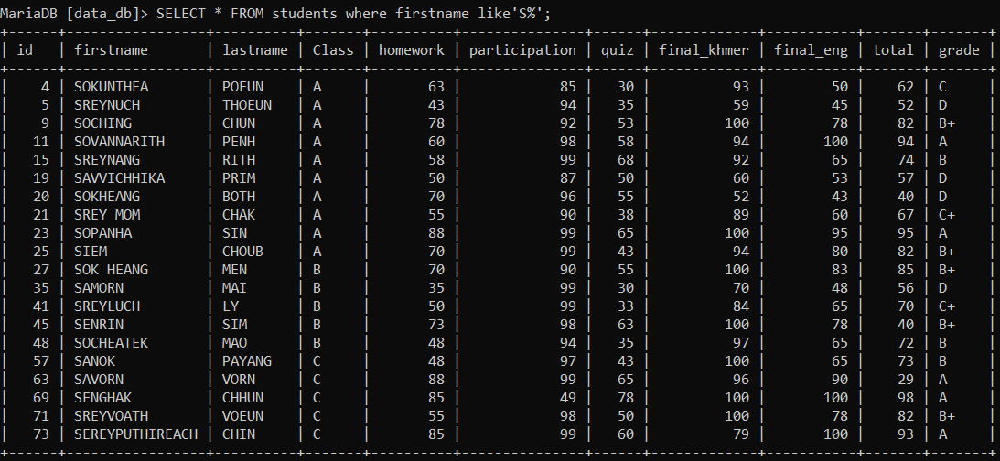 MariaDB [data_db]> SELECT * FROM students where firstname like'S%';
+------+----------------+----------+-------+----------+---------------+------+-------------+-----------+-------+-------+
| id   | firstname      | lastname | Class | homework | participation | quiz | final_khmer | final_eng | total | grade |
+------+----------------+----------+-------+----------+---------------+------+-------------+-----------+-------+-------+
|    4 | SOKUNTHEA      | POEUN    | A     |       63 |            85 |   30 |          93 |        50 |    62 | C     |
|    5 | SREYNUCH       | THOEUN   | A     |       43 |            94 |   35 |          59 |        45 |    52 | D     |
|    9 | SOCHING        | CHUN     | A     |       78 |            92 |   53 |         100 |        78 |    82 | B+    |
|   11 | SOVANNARITH    | PENH     | A     |       60 |            98 |   58 |          94 |       100 |    94 | A     |
|   15 | SREYNANG       | RITH     | A     |       58 |            99 |   68 |          92 |        65 |    74 | B     |
|   19 | SAVVICHHIKA    | PRIM     | A     |       50 |            87 |   50 |          60 |        53 |    57 | D     |
|   20 | SOKHEANG       | BOTH     | A     |       70 |            96 |   55 |          52 |        43 |    40 | D     |
|   21 | SREY MOM       | CHAK     | A     |       55 |            90 |   38 |          89 |        60 |    67 | C+    |
|   23 | SOPANHA        | SIN      | A     |       88 |            99 |   65 |         100 |        95 |    95 | A     |
|   25 | SIEM           | CHOUB    | A     |       70 |            99 |   43 |          94 |        80 |    82 | B+    |
|   27 | SOK HEANG      | MEN      | B     |       70 |            90 |   55 |         100 |        83 |    85 | B+    |
|   35 | SAMORN         | MAI      | B     |       35 |            99 |   30 |          70 |        48 |    56 | D     |
|   41 | SREYLUCH       | LY       | B     |       50 |            99 |   33 |          84 |        65 |    70 | C+    |
|   45 | SENRIN         | SIM      | B     |       73 |            98 |   63 |         100 |        78 |    40 | B+    |
|   48 | SOCHEATEK      | MAO      | B     |       48 |            94 |   35 |          97 |        65 |    72 | B     |
|   57 | SANOK          | PAYANG   | C     |       48 |            97 |   43 |         100 |        65 |    73 | B     |
|   63 | SAVORN         | VORN     | C     |       88 |            99 |   65 |          96 |        90 |    29 | A     |
|   69 | SENGHAK        | CHHUN    | C     |       85 |            49 |   78 |         100 |       100 |    98 | A     |
|   71 | SREYVOATH      | VOEUN    | C     |       55 |            98 |   50 |         100 |        78 |    82 | B+    |
|   73 | SEREYPUTHIREACH | CHIN     | C     |       85 |            99 |   60 |          79 |       100 |    93 | A     |
+------+----------------+----------+-------+----------+---------------+------+-------------+-----------+-------+-------+